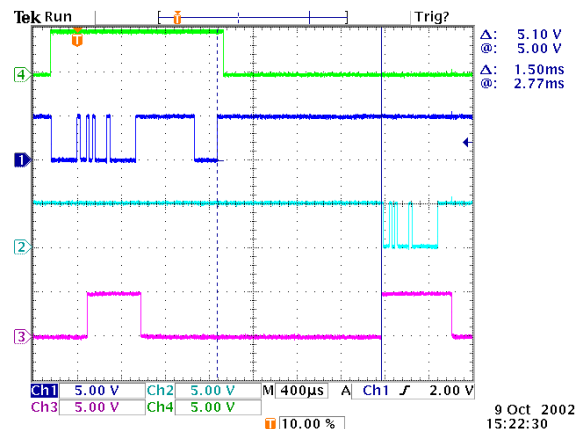 Tek Run Trig?
T
T
Δ: 5.10 V
@: 5.00 V
Δ: 1.50ms
@: 2.77ms
4
1
2
3
Ch1 5.00 V Ch2 5.00 V M 400µs A Ch1 2.00 V
Ch3 5.00 V Ch4 5.00 V
T 10.00 %
9 Oct 2002
15:22:30